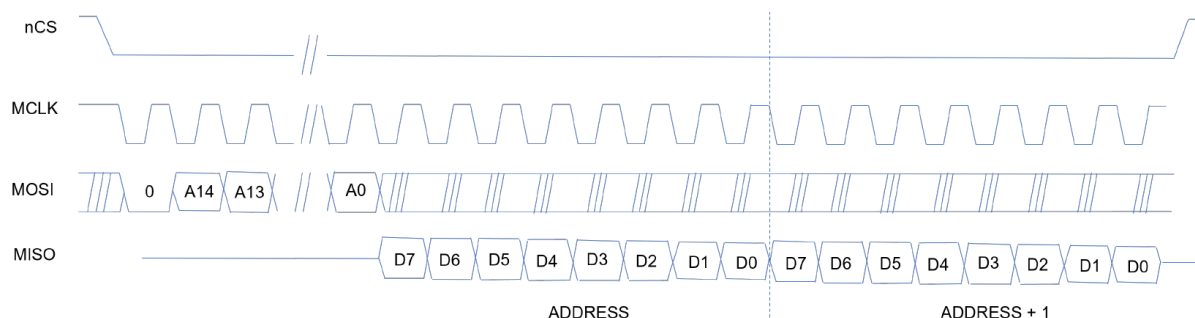 nCS
MCLK
MOSI 0 A14 A13 A0
MISO D7 D6 D5 D4 D3 D2 D1 D0 D7 D6 D5 D4 D3 D2 D1 D0
ADDRESS ADDRESS + 1